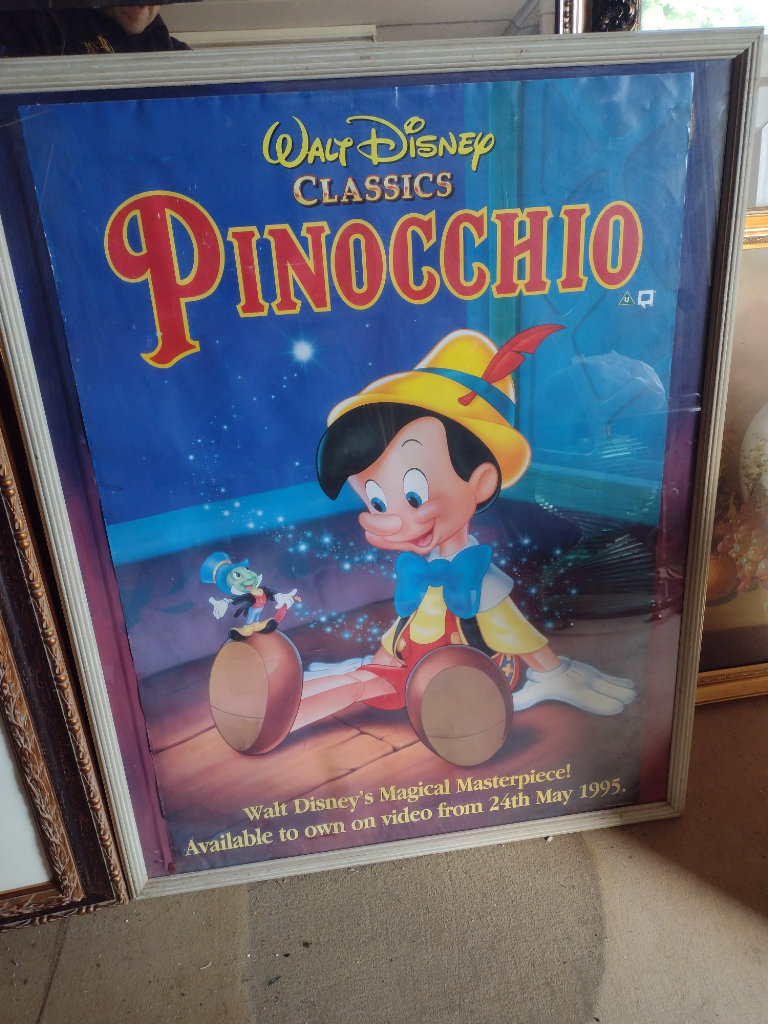 WALT DISNEY
CLASSICS
PINOCCHIO
U
Walt Disney's Magical Masterpiece!
Available to own on video from 24th May 1995.